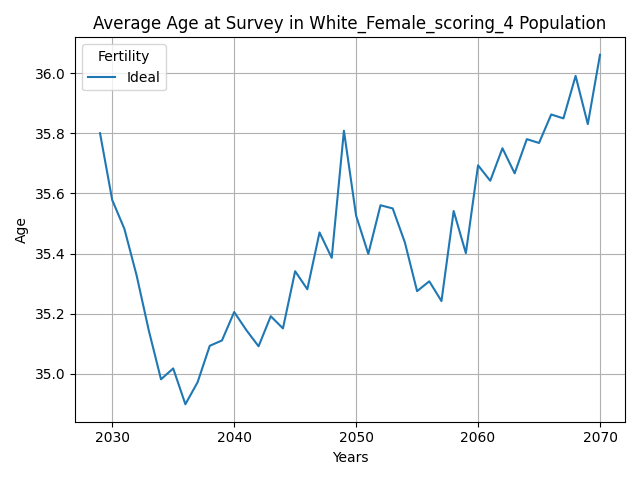 Average Age at Survey in White_Female_scoring_4 Population
Fertility
Ideal
36.0
35.8
35.6
35.4
35.2
35.0
Age
2030 2040 2050 2060 2070
Years